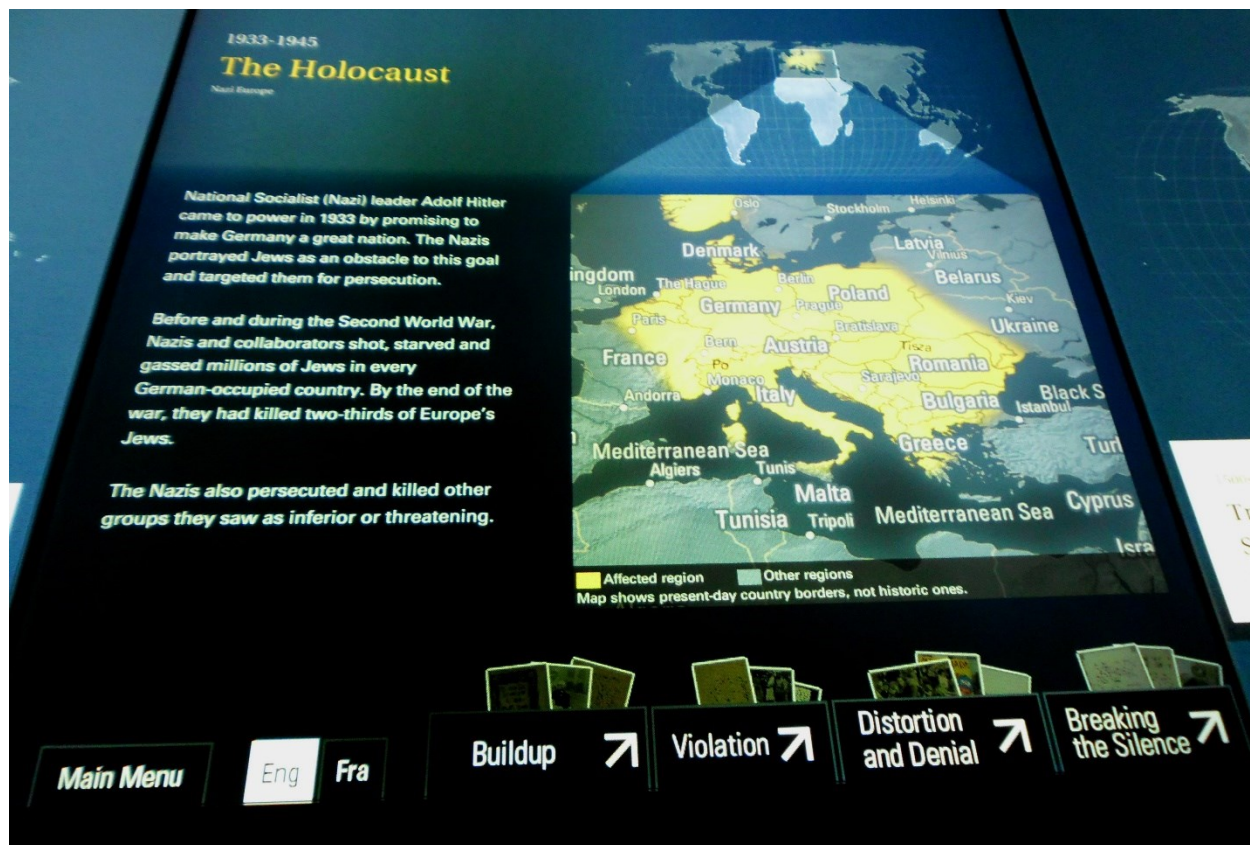 1933-1945
The Holocaust
Nazi Europe
National Socialist (Nazi) leader Adolf Hitler
came to power in 1933 by promising to
make Germany a great nation. The Nazis
portrayed Jews as an obstacle to this goal
and targeted them for persecution.
Before and during the Second World War,
Nazis and collaborators shot, starved and
gassed millions of Jews in every
German-occupied country. By the end of the
war, they had killed two-thirds of Europe's
Jews.
The Nazis also persecuted and killed other
groups they saw as inferior or threatening.
Oslo
Stockholm
Helsinki
Denmark
Latvia
Vilnius
ingdom
London
The Hague
Berlin
Poland
Belarus
Germany
Prague
Kiev
Paris
Bratislava
Ukraine
Bern
Austria
Tisza
France
Po
Romania
Monaco
Sarajevo
Andorra
Italy
Bulgaria
Black S
Istanbul
Mediterranean Sea
Greece
Turl
Algiers
Tunis
Malta
Cyprus
Tunisia
Tripoli
Mediterranean Sea
Isra
Affected region
Other regions
Map shows present-day country borders, not historic ones.
Main Menu
Eng
Fra
Buildup
Violation
Distortion
and Denial
Breaking
the Silence